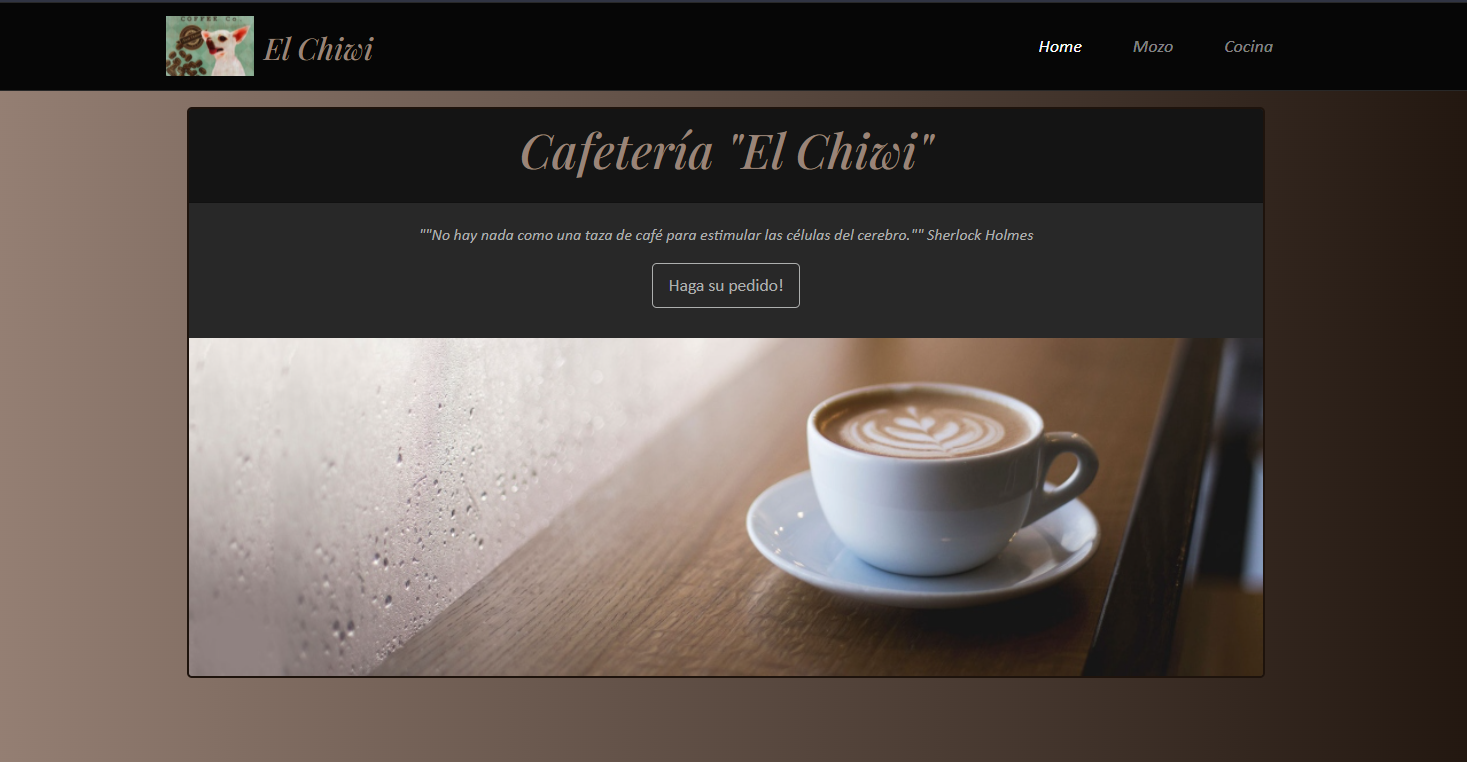 COFFEE Co.
El Chiwi
Home
Mozo
Cocina
Cafetería "El Chiwi"
""No hay nada como una taza de café para estimular las células del cerebro."" Sherlock Holmes
Haga su pedido!